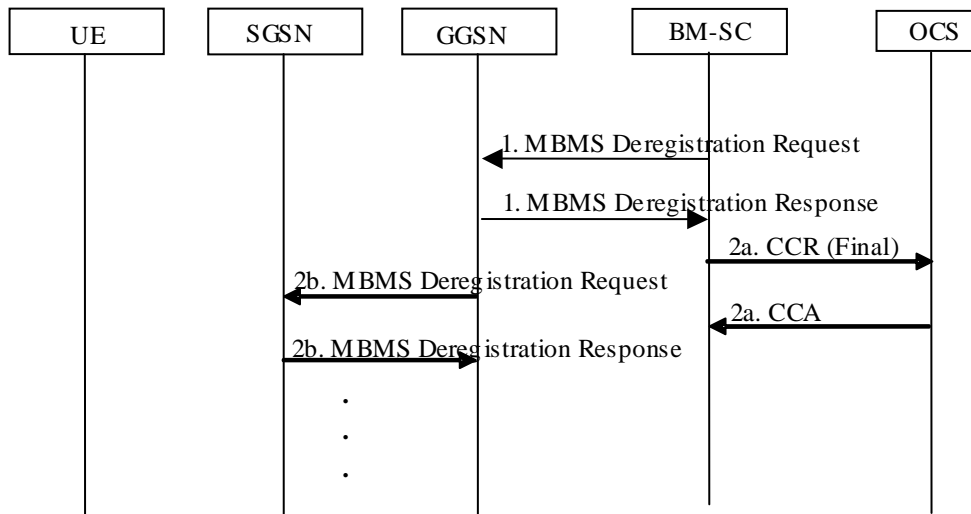 UE
SGSN
GGSN
BM-SC
OCS
1. MBMS Deregistration Request
1. MBMS Deregistration Response
2a. CCR (Final)
2b. MBMS Deregistration Request
2a. CCA
2b. MBMS Deregistration Response